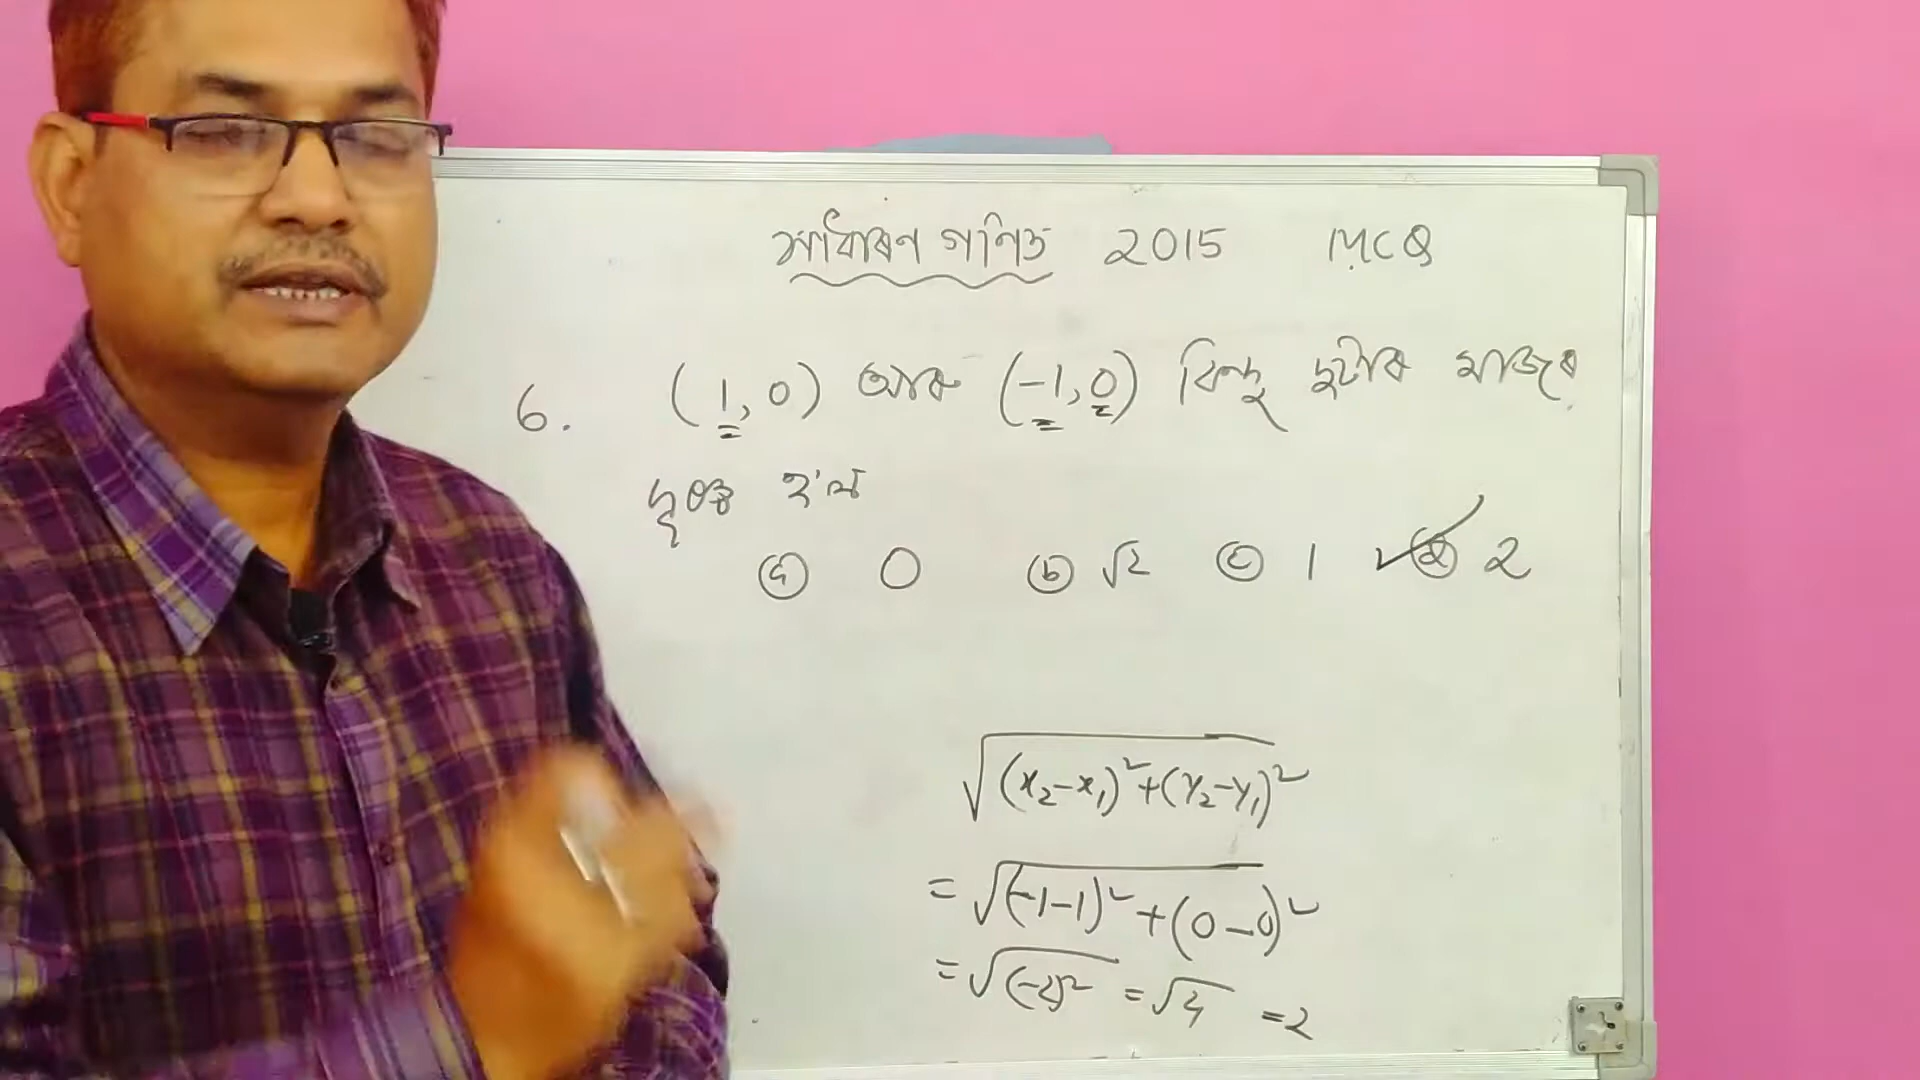 সাধাৰণ গণিত 2015 MCQ
6. (1, 0) আৰু (-1, 0) বিন্দু দুটাৰ মাজৰ
দূৰত্ব হ'ল
ⓐ 0 ⓑ √2 ⓒ 1 ✓ⓓ 2
√(x₂-x₁)²+(y₂-y₁)²
= √(-1-1)²+(0-0)²
= √(-2)² = √4 = 2